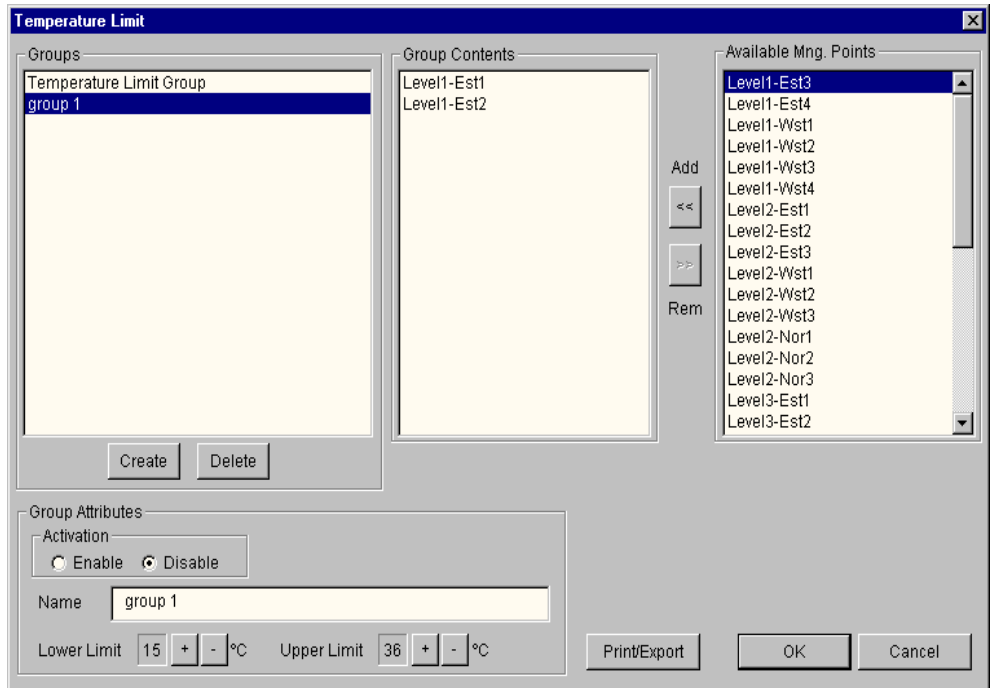 Temperature Limit
Groups
Temperature Limit Group
group 1
Create
Delete
Group Contents
Level1-Est1
Level1-Est2
Add
<<
>>
Rem
Available Mng. Points
Level1-Est3
Level1-Est4
Level1-Wst1
Level1-Wst2
Level1-Wst3
Level1-Wst4
Level2-Est1
Level2-Est2
Level2-Est3
Level2-Wst1
Level2-Wst2
Level2-Wst3
Level2-Nor1
Level2-Nor2
Level2-Nor3
Level3-Est1
Level3-Est2
Group Attributes
Activation
Enable Disable
Name group 1
Lower Limit 15 + - °C Upper Limit 36 + - °C
Print/Export
OK
Cancel